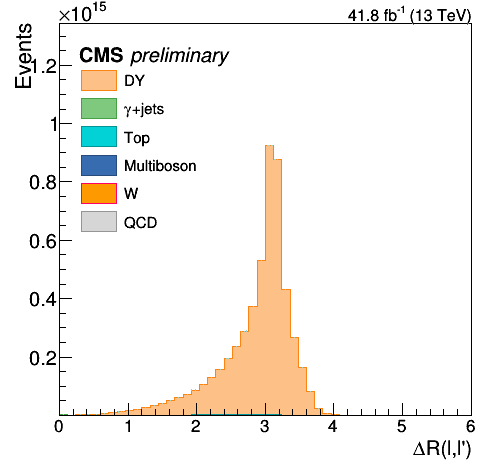 ×10^15
41.8 fb^-1 (13 TeV)
Events
CMS preliminary
DY
γ+jets
Top
Multiboson
W
QCD
1.2
1
0.8
0.6
0.4
0.2
0 1 2 3 4 5 6
ΔR(l,l')